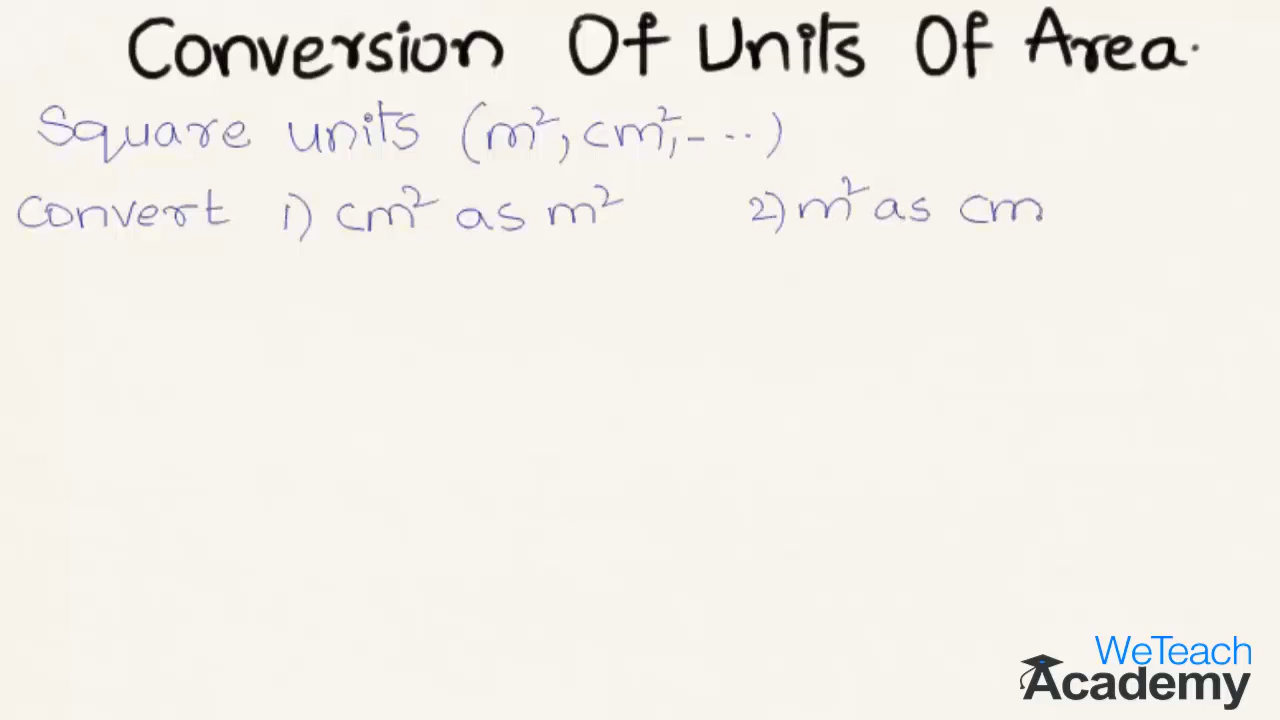 Conversion Of Units Of Area.
Square units (m², cm², - ...)
Convert 1) cm² as m² 2) m² as cm
WeTeach
Academy